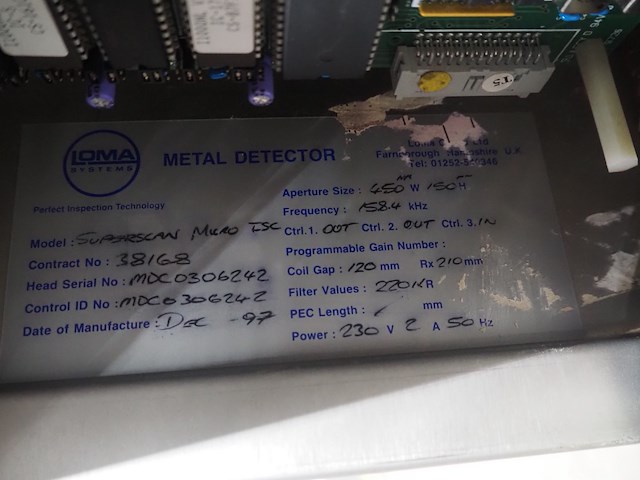 LOMA
SYSTEMS
Perfect Inspection Technology
METAL DETECTOR
Farnborough Hampshire U.K.
Tel: 01252-
Model: SUPERSCAN MICRO ISC
Contract No: 38168
Head Serial No: MDC0306242
Control ID No: MDC0306242
Date of Manufacture: DEC -97
Aperture Size: 450 W 150 H
Frequency: 158.4 kHz
Ctrl.1. OUT Ctrl. 2. OUT Ctrl. 3. IN
Programmable Gain Number:
Coil Gap: 120 mm Rx 210 mm
Filter Values: 220K R
PEC Length: / mm
Power: 230 V 2 A 50 Hz